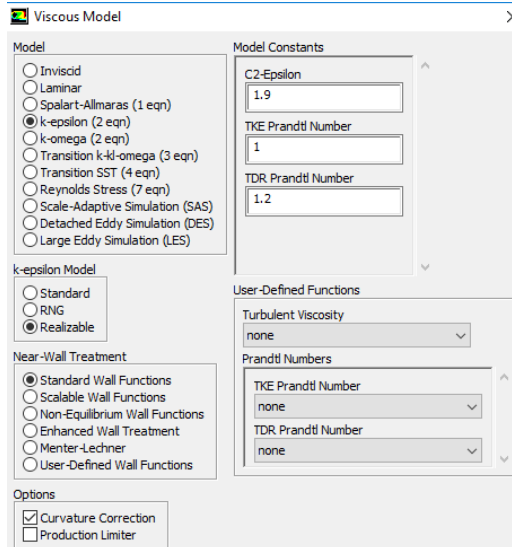 Viscous Model
Model
Inviscid
Laminar
Spalart-Allmaras (1 eqn)
k-epsilon (2 eqn)
k-omega (2 eqn)
Transition k-kl-omega (3 eqn)
Transition SST (4 eqn)
Reynolds Stress (7 eqn)
Scale-Adaptive Simulation (SAS)
Detached Eddy Simulation (DES)
Large Eddy Simulation (LES)
k-epsilon Model
Standard
RNG
Realizable
Near-Wall Treatment
Standard Wall Functions
Scalable Wall Functions
Non-Equilibrium Wall Functions
Enhanced Wall Treatment
Menter-Lechner
User-Defined Wall Functions
Options
Curvature Correction
Production Limiter
Model Constants
C2-Epsilon
1.9
TKE Prandtl Number
1
TDR Prandtl Number
1.2
User-Defined Functions
Turbulent Viscosity
none
Prandtl Numbers
TKE Prandtl Number
none
TDR Prandtl Number
none